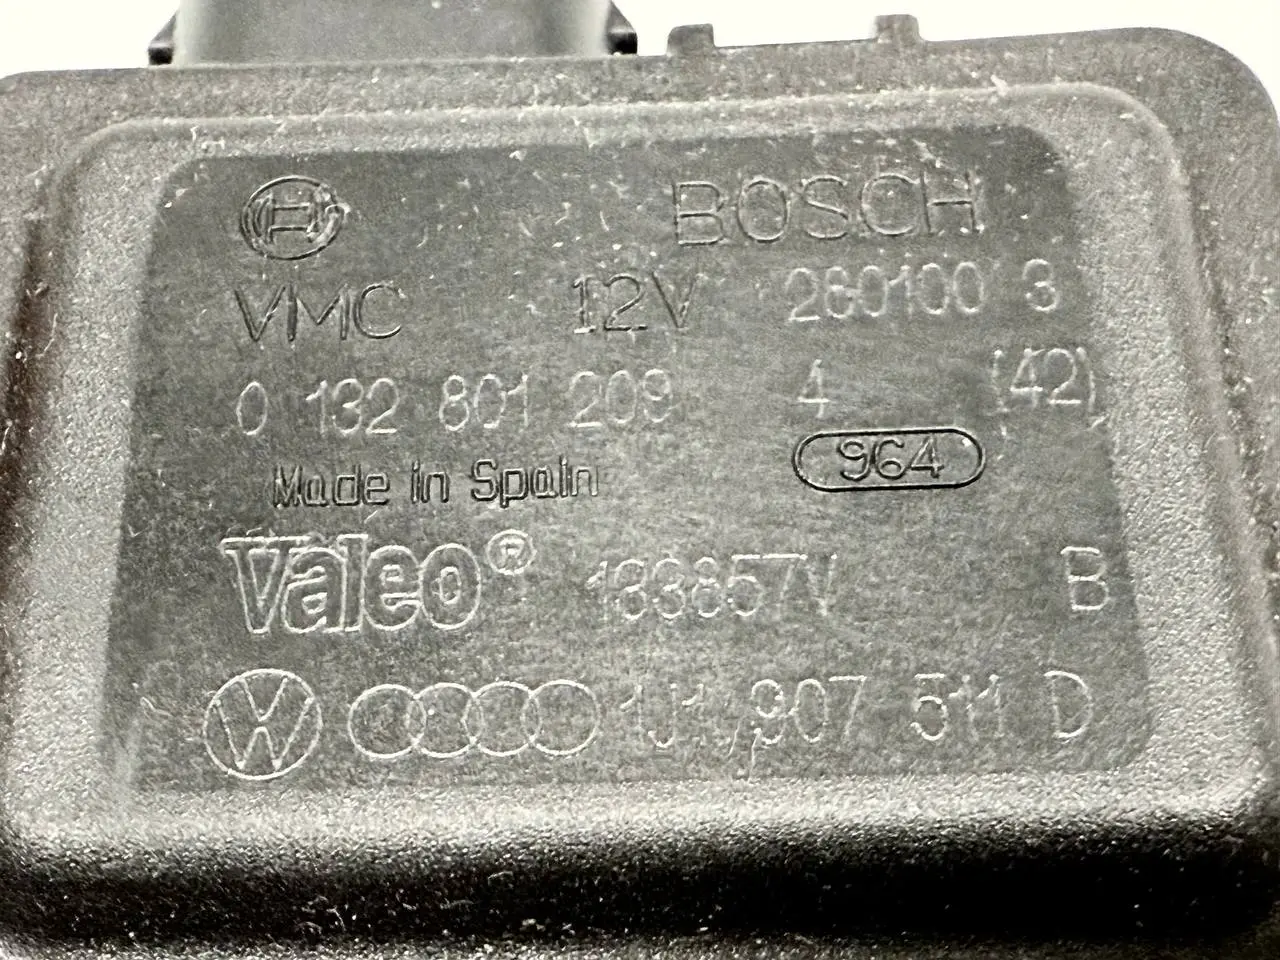 BOSCH
VMC 12V 260100 3
0 132 801 209 4 (42)
964
Made in Spain
Valeo® 133857V B
1J1 907 511 D